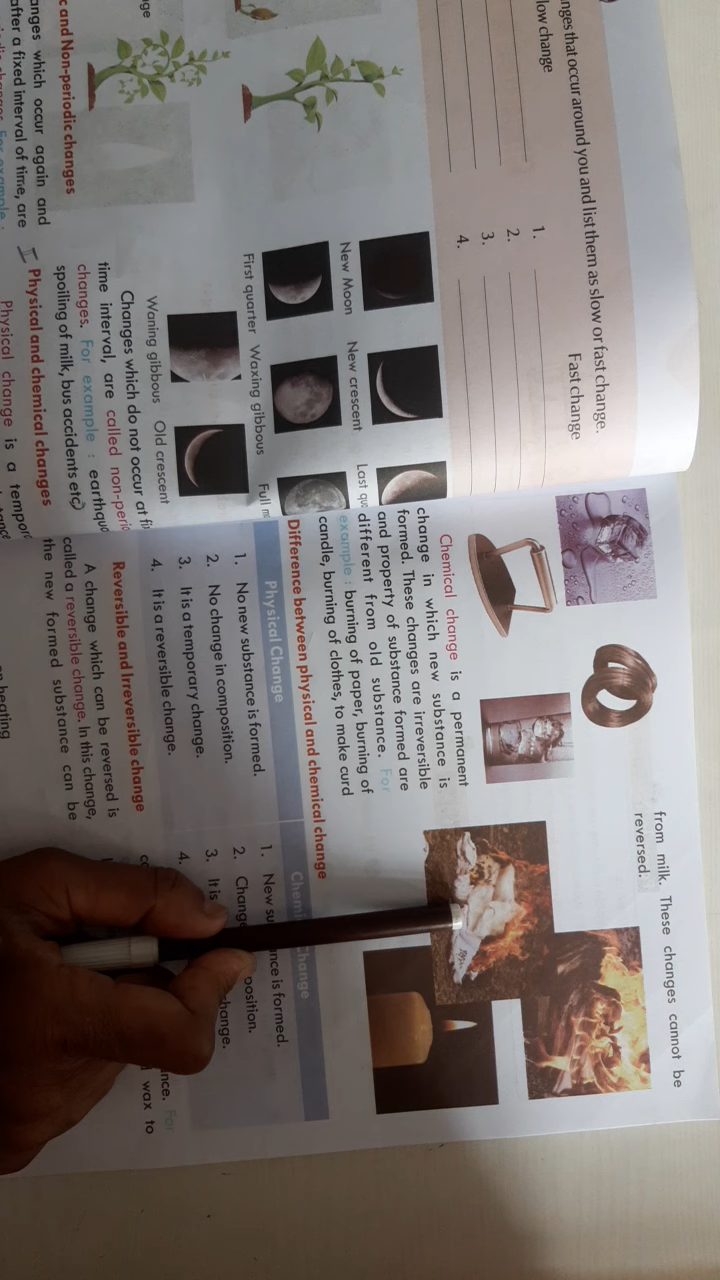 anges that occur around you and list them as slow or fast change.
low change
Fast change
1.
2.
3.
4.
New Moon
New crescent
Last
First quarter
Waxing gibbous
Full
Waning gibbous
Old crescent
c and Non-periodic changes
anges which occur again and
after a fixed interval of time, are
Changes which do not occur at
time interval, are called
changes. For example :
spoiling of milk, bus accidents etc
II
Physical and chemical changes
Physical change is a
Chemical change is a permanent
change in which new substance is
formed. These changes are irreversible
and property of substance formed are
different from old substance. For
example : burning of paper, burning of
candle, burning of clothes, to make curd
from milk. These changes cannot be
reversed.
Difference between physical and chemical change
Physical Change
1. No new substance is formed.
2. No change in composition.
3. It is a temporary change.
4. It is a reversible change.
Change
1. New is formed.
2.
3. It is
4.
Reversible and Irreversible change
A change which can be reversed is
called a reversible change. In this change,
the new formed substance can be
heating
For
wax to